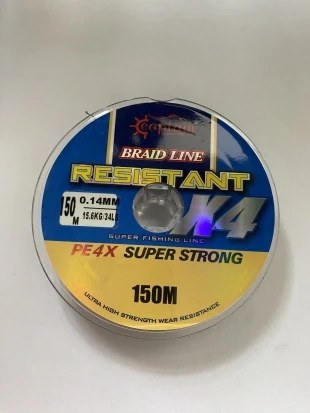 Captain
BRAID LINE
RESISTANT
150 M
0.14MM
15.6KG/34LB
X4
SUPER FISHING LINE
PE4X SUPER STRONG
150M
ULTRA HIGH STRENGTH WEAR RESISTANCE